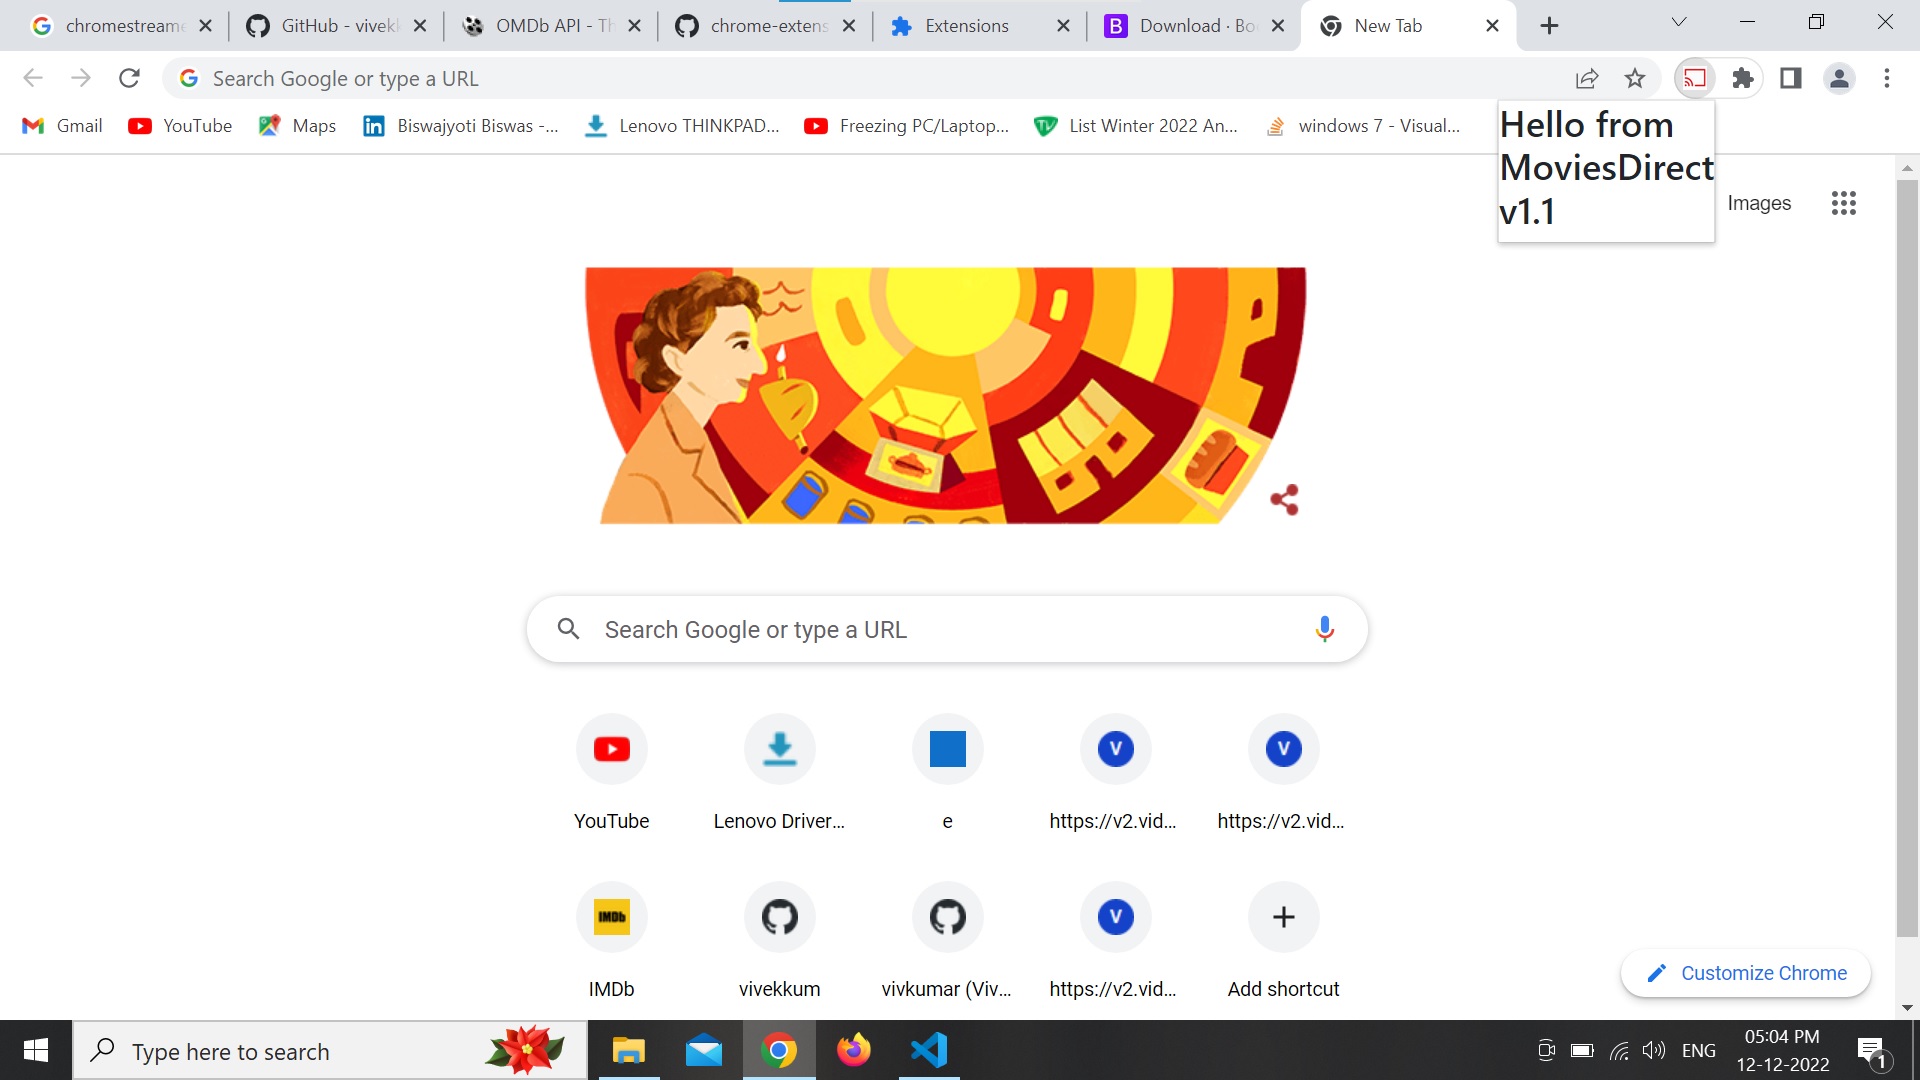 chromestreame
GitHub - vivekk
OMDb API - Th
chrome-extens
Extensions
Download · Bo
New Tab
Search Google or type a URL
Gmail
YouTube
Maps
Biswajyoti Biswas -...
Lenovo THINKPAD...
Freezing PC/Laptop...
List Winter 2022 An...
windows 7 - Visual...
Hello from
MoviesDirect
v1.1
Images
Search Google or type a URL
YouTube
Lenovo Driver...
e
https://v2.vid...
https://v2.vid...
IMDb
vivekkum
vivkumar (Viv...
https://v2.vid...
Add shortcut
Customize Chrome
Type here to search
ENG
05:04 PM
12-12-2022
1